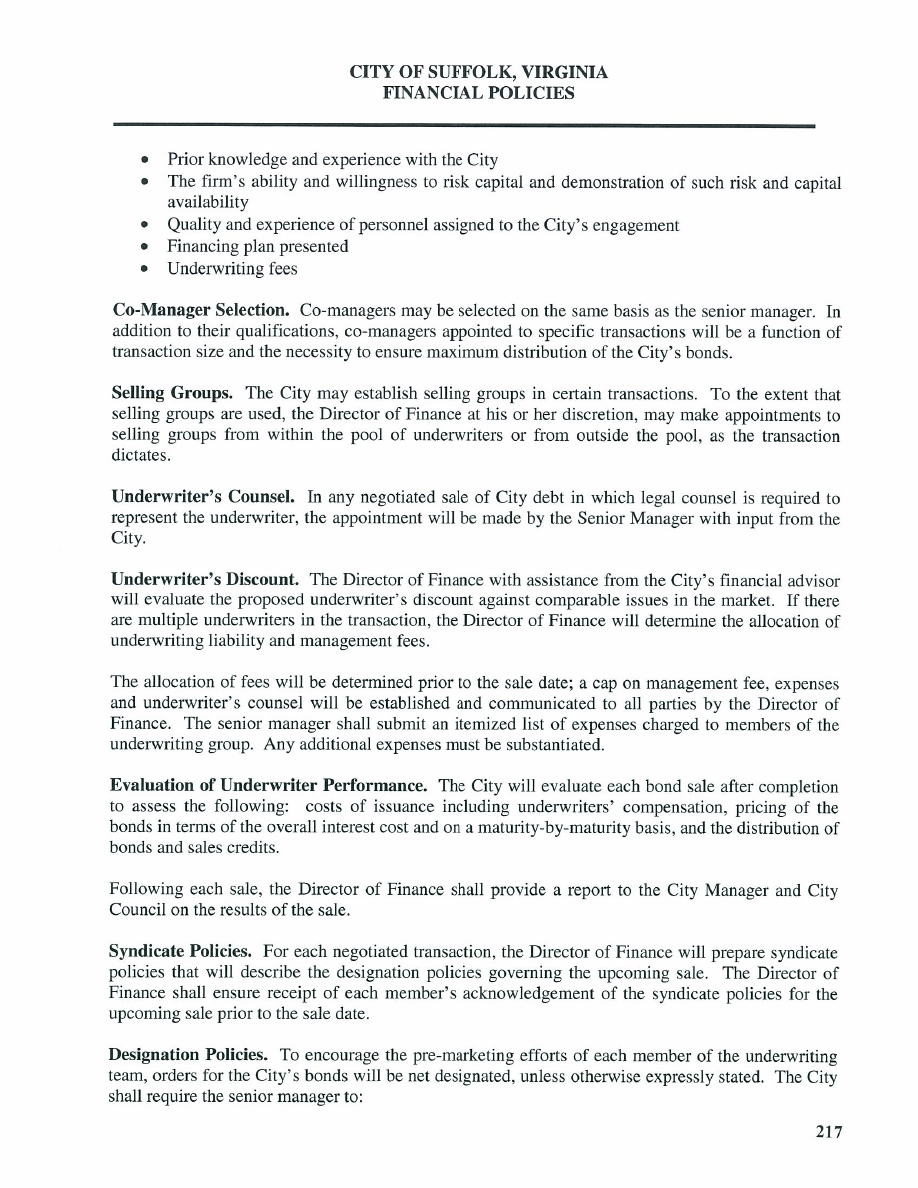 CITY OF SUFFOLK, VIRGINIA
FINANCIAL POLICIES
• Prior knowledge and experience with the City
• The firm's ability and willingness to risk capital and demonstration of such risk and capital
availability
• Quality and experience of personnel assigned to the City's engagement
• Financing plan presented
• Underwriting fees
Co-Manager Selection. Co-managers may be selected on the same basis as the senior manager. In
addition to their qualifications, co-managers appointed to specific transactions will be a function of
transaction size and the necessity to ensure maximum distribution of the City's bonds.
Selling Groups. The City may establish selling groups in certain transactions. To the extent that
selling groups are used, the Director of Finance at his or her discretion, may make appointments to
selling groups from within the pool of underwriters or from outside the pool, as the transaction
dictates.
Underwriter's Counsel. In any negotiated sale of City debt in which legal counsel is required to
represent the underwriter, the appointment will be made by the Senior Manager with input from the
City.
Underwriter's Discount. The Director of Finance with assistance from the City's financial advisor
will evaluate the proposed underwriter's discount against comparable issues in the market. If there
are multiple underwriters in the transaction, the Director of Finance will determine the allocation of
underwriting liability and management fees.
The allocation of fees will be determined prior to the sale date; a cap on management fee, expenses
and underwriter's counsel will be established and communicated to all parties by the Director of
Finance. The senior manager shall submit an itemized list of expenses charged to members of the
underwriting group. Any additional expenses must be substantiated.
Evaluation of Underwriter Performance. The City will evaluate each bond sale after completion
to assess the following: costs of issuance including underwriters' compensation, pricing of the
bonds in terms of the overall interest cost and on a maturity-by-maturity basis, and the distribution of
bonds and sales credits.
Following each sale, the Director of Finance shall provide a report to the City Manager and City
Council on the results of the sale.
Syndicate Policies. For each negotiated transaction, the Director of Finance will prepare syndicate
policies that will describe the designation policies governing the upcoming sale. The Director of
Finance shall ensure receipt of each member's acknowledgement of the syndicate policies for the
upcoming sale prior to the sale date.
Designation Policies. To encourage the pre-marketing efforts of each member of the underwriting
team, orders for the City's bonds will be net designated, unless otherwise expressly stated. The City
shall require the senior manager to:
217